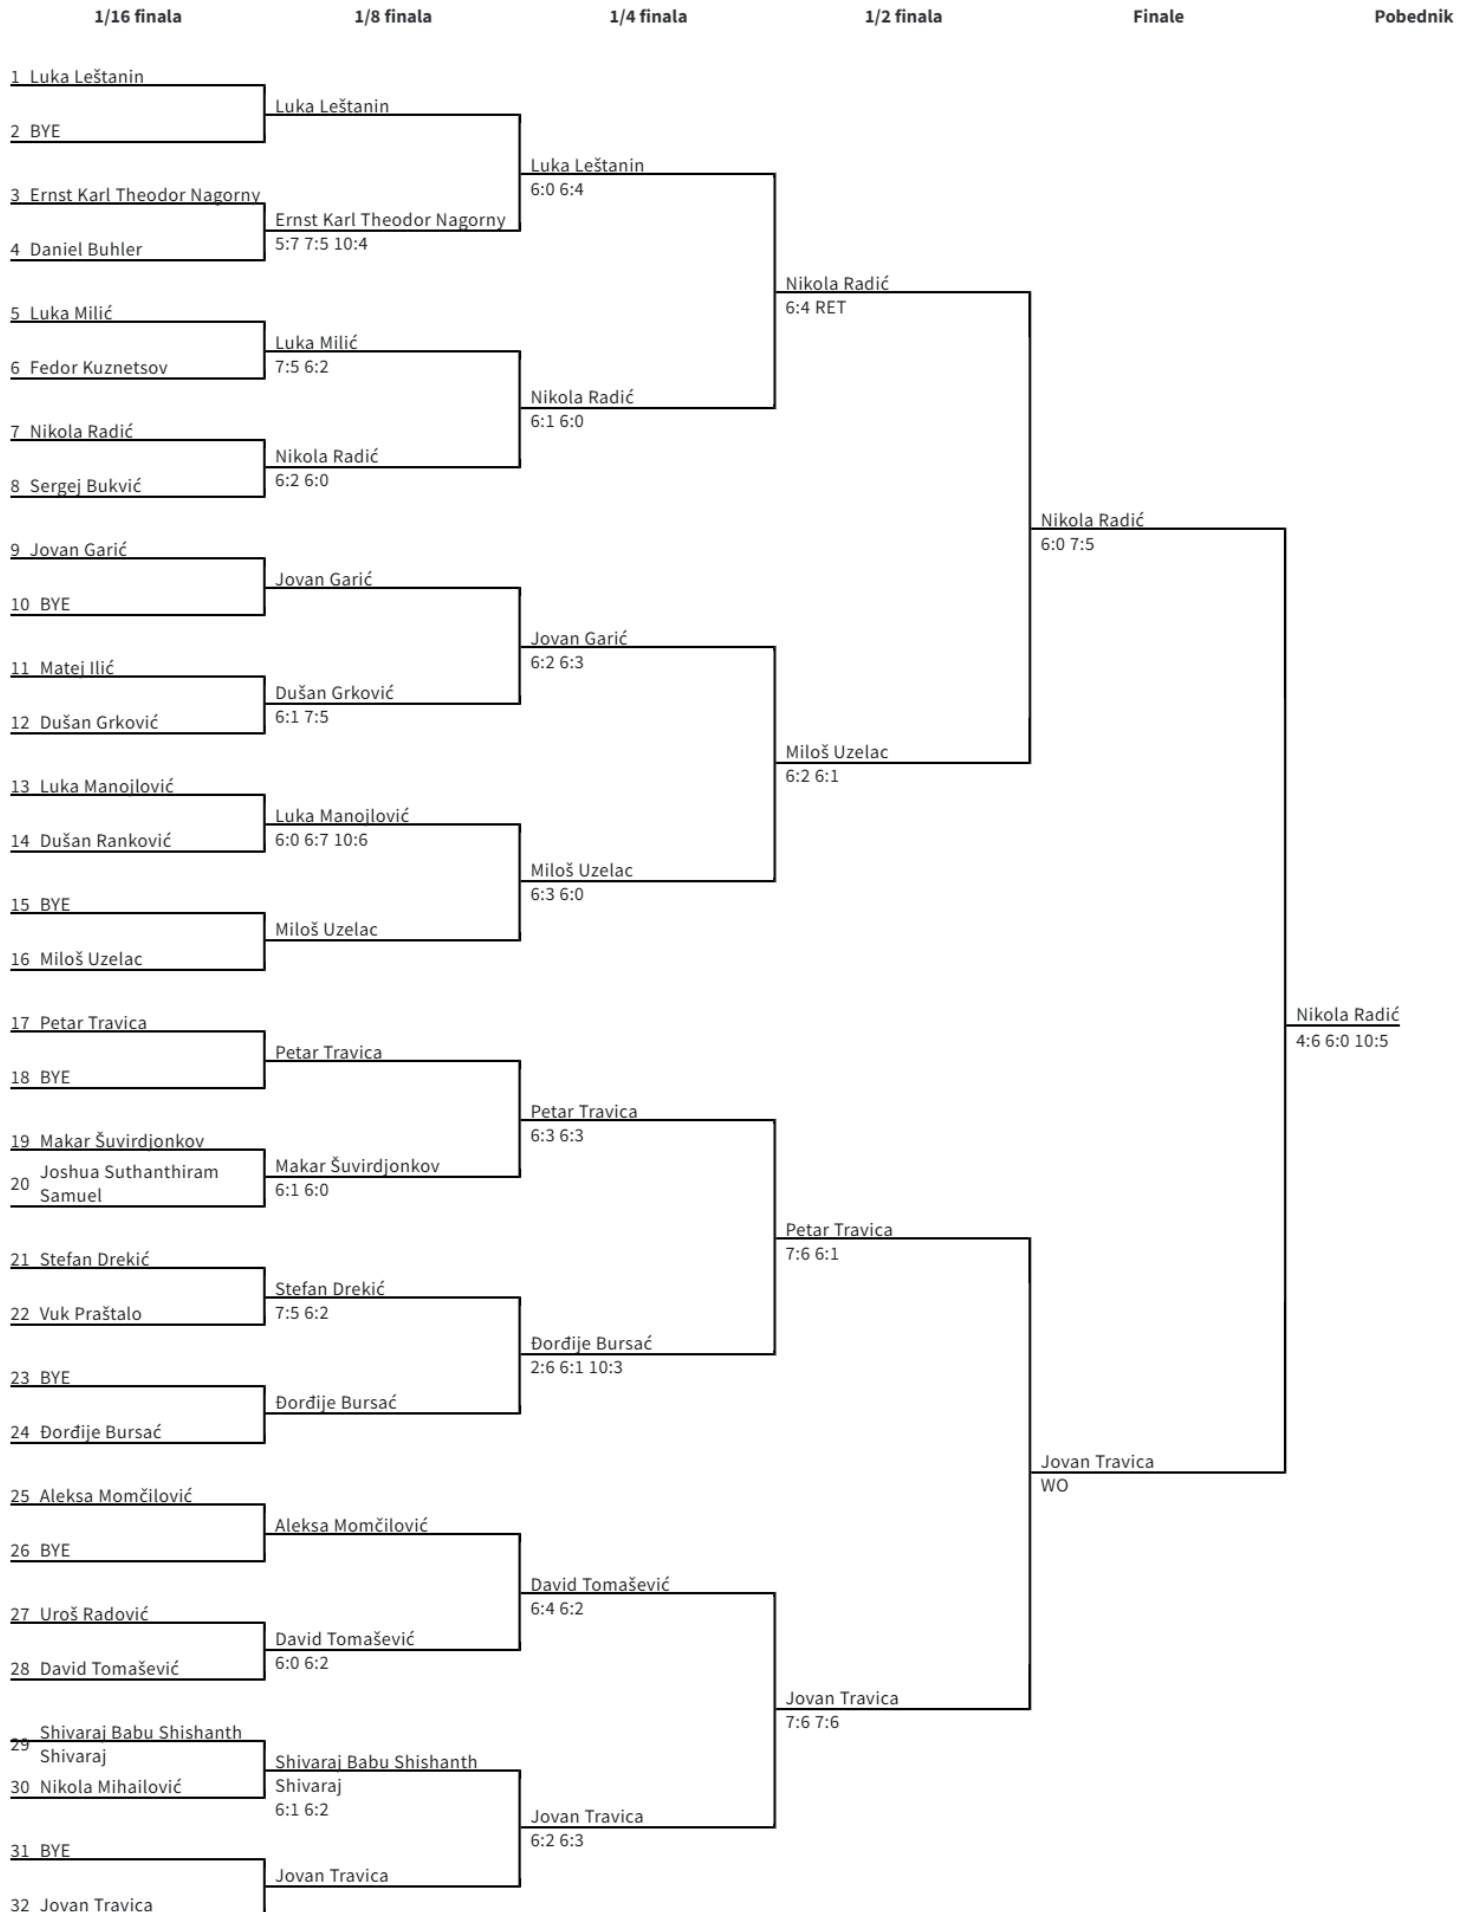 1/16 finala
1/8 finala
1/4 finala
1/2 finala
Finale
Pobednik
1 Luka Leštanin
2 BYE
3 Ernst Karl Theodor Nagorny
4 Daniel Buhler
5 Luka Milić
6 Fedor Kuznetsov
7 Nikola Radić
8 Sergej Bukvić
9 Jovan Garić
10 BYE
11 Matej Ilić
12 Dušan Grković
13 Luka Manojlović
14 Dušan Ranković
15 BYE
16 Miloš Uzelac
17 Petar Travica
18 BYE
19 Makar Šuvirdjonkov
20 Joshua Suthanthiram
Samuel
21 Stefan Drekić
22 Vuk Praštalo
23 BYE
24 Đorđije Bursać
25 Aleksa Momčilović
26 BYE
27 Uroš Radović
28 David Tomašević
29 Shivaraj Babu Shishanth
Shivaraj
30 Nikola Mihailović
31 BYE
32 Jovan Travica
Luka Leštanin
Ernst Karl Theodor Nagorny
5:7 7:5 10:4
Luka Milić
7:5 6:2
Nikola Radić
6:2 6:0
Jovan Garić
Dušan Grković
6:1 7:5
Luka Manojlović
6:0 6:7 10:6
Miloš Uzelac
Petar Travica
Makar Šuvirdjonkov
6:1 6:0
Stefan Drekić
7:5 6:2
Đorđije Bursać
Aleksa Momčilović
David Tomašević
6:0 6:2
Shivaraj Babu Shishanth
Shivaraj
6:1 6:2
Jovan Travica
Luka Leštanin
6:0 6:4
Nikola Radić
6:1 6:0
Jovan Garić
6:2 6:3
Miloš Uzelac
6:3 6:0
Petar Travica
6:3 6:3
Đorđije Bursać
2:6 6:1 10:3
David Tomašević
6:4 6:2
Jovan Travica
6:2 6:3
Nikola Radić
6:4 RET
Miloš Uzelac
6:2 6:1
Petar Travica
7:6 6:1
Jovan Travica
7:6 7:6
Nikola Radić
6:0 7:5
Jovan Travica
WO
Nikola Radić
4:6 6:0 10:5